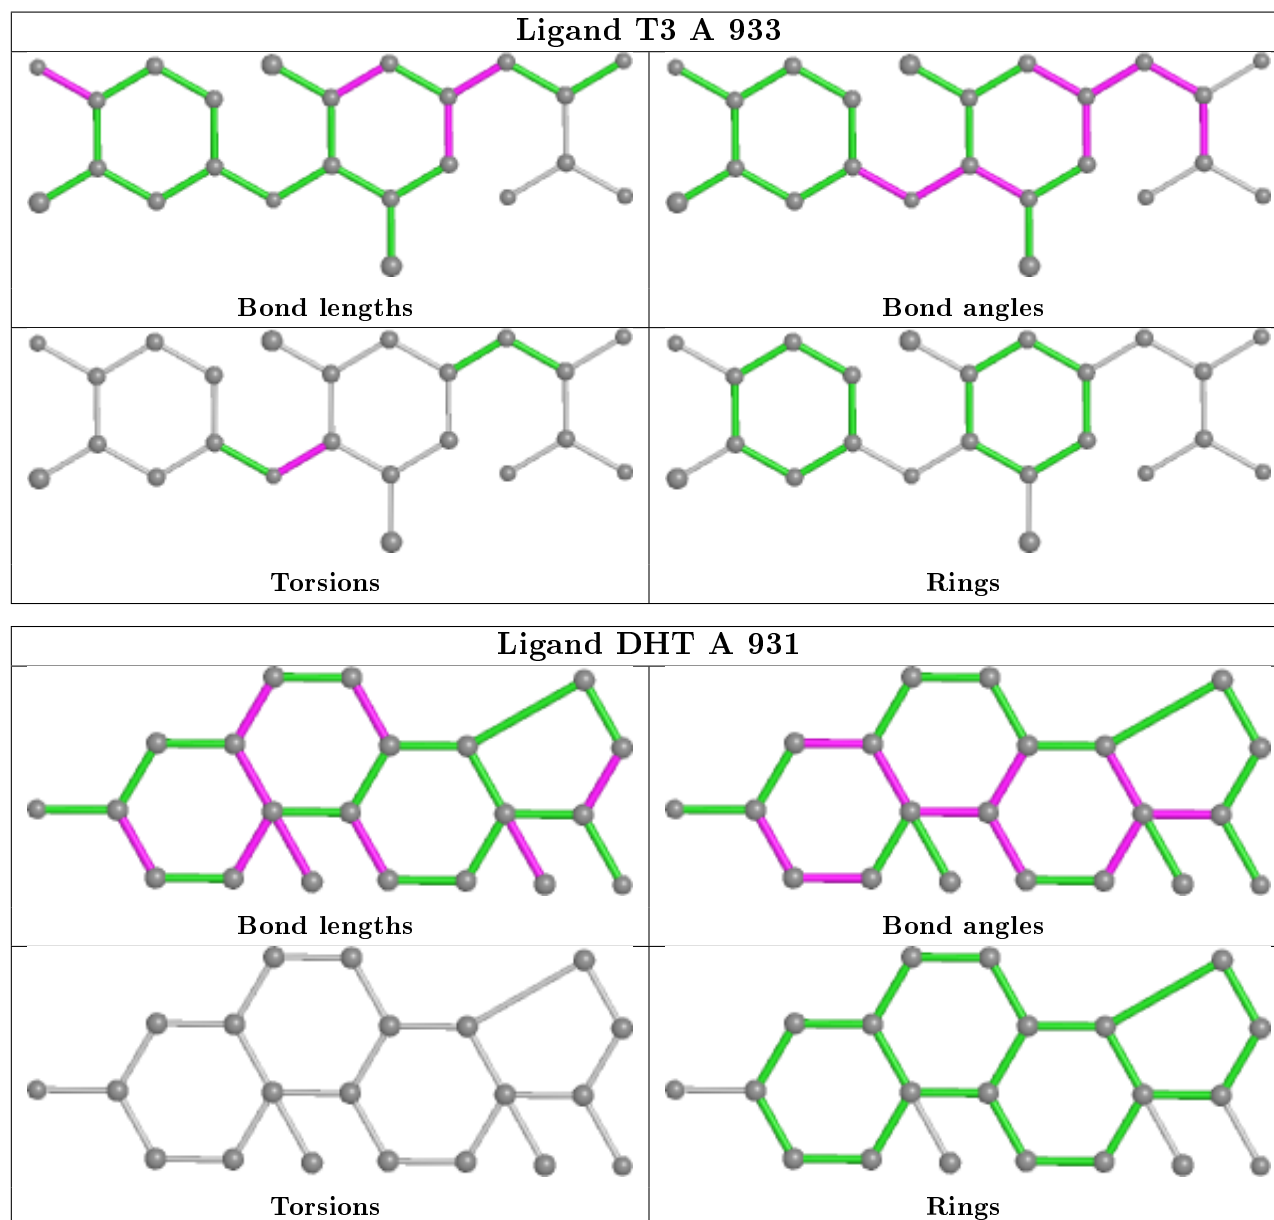 Ligand T3 A 933
Bond lengths
Bond angles
Torsions
Rings
Ligand DHT A 931
Bond lengths
Bond angles
Torsions
Rings